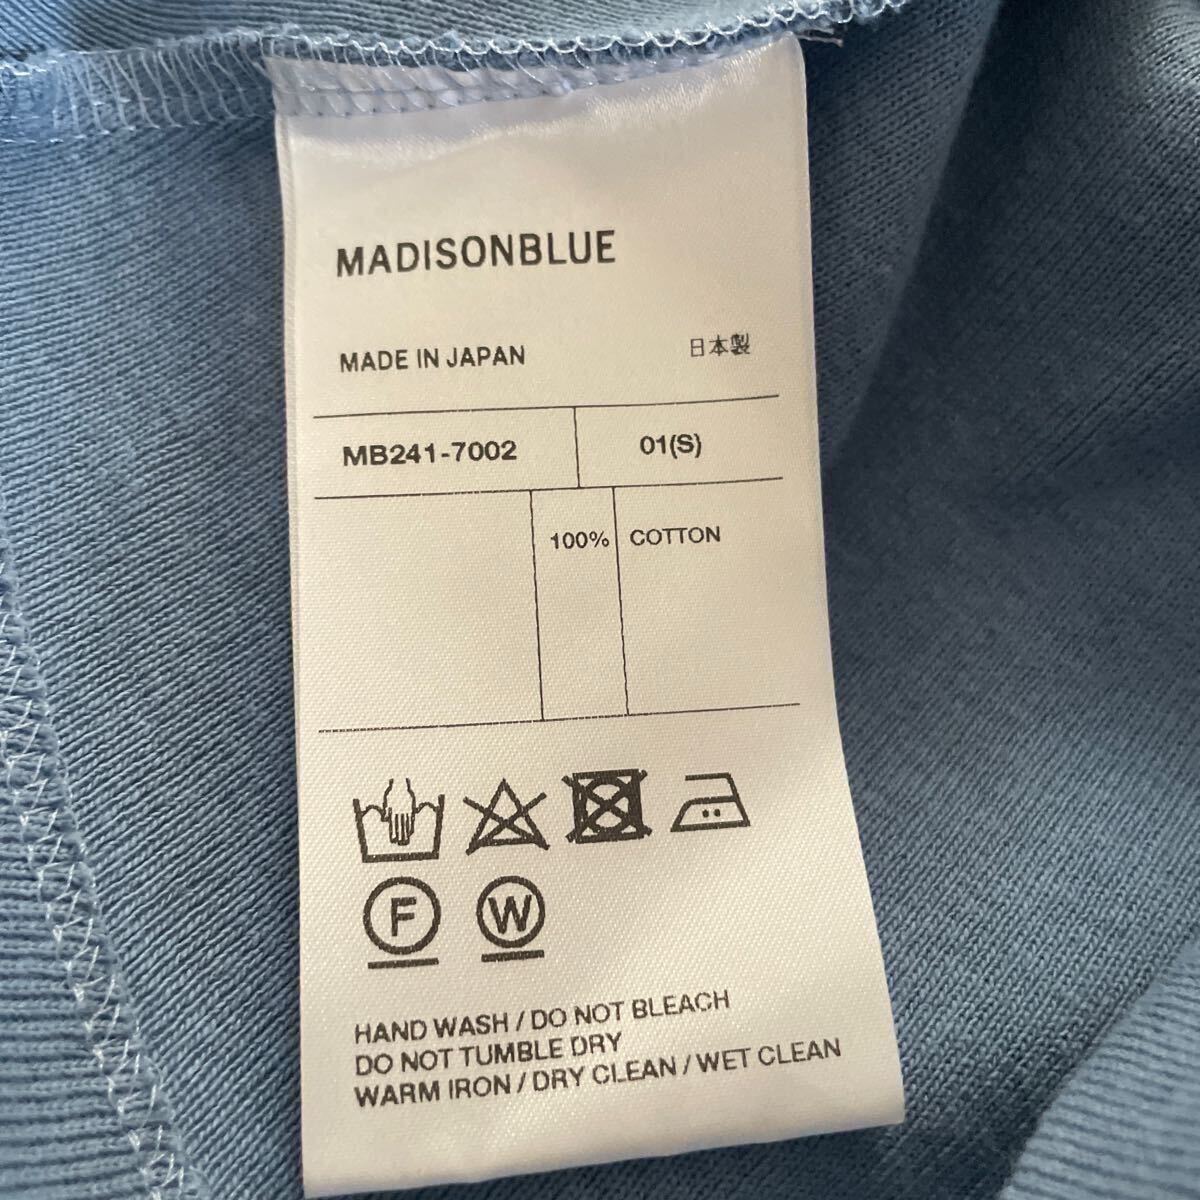 MADISONBLUE
MADE IN JAPAN 日本製
MB241-7002 01(S)
100% COTTON
F W
HAND WASH / DO NOT BLEACH
DO NOT TUMBLE DRY
WARM IRON / DRY CLEAN / WET CLEAN